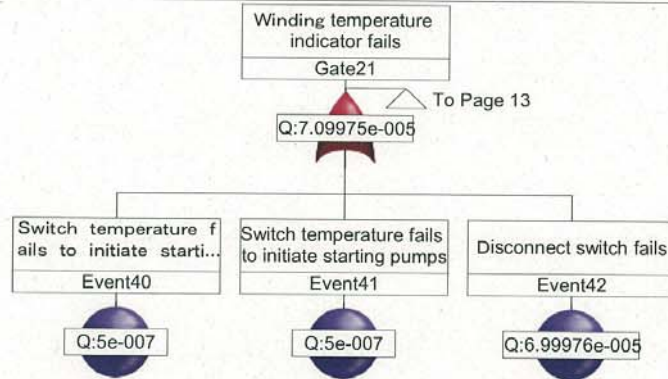 Winding temperature
indicator fails
Gate21
To Page 13
Q:7.09975e-005
Switch temperature f
ails to initiate starti...
Event40
Switch temperature fails
to initiate starting pumps
Event41
Disconnect switch fails
Event42
Q:5e-007
Q:5e-007
Q:6.99976e-005